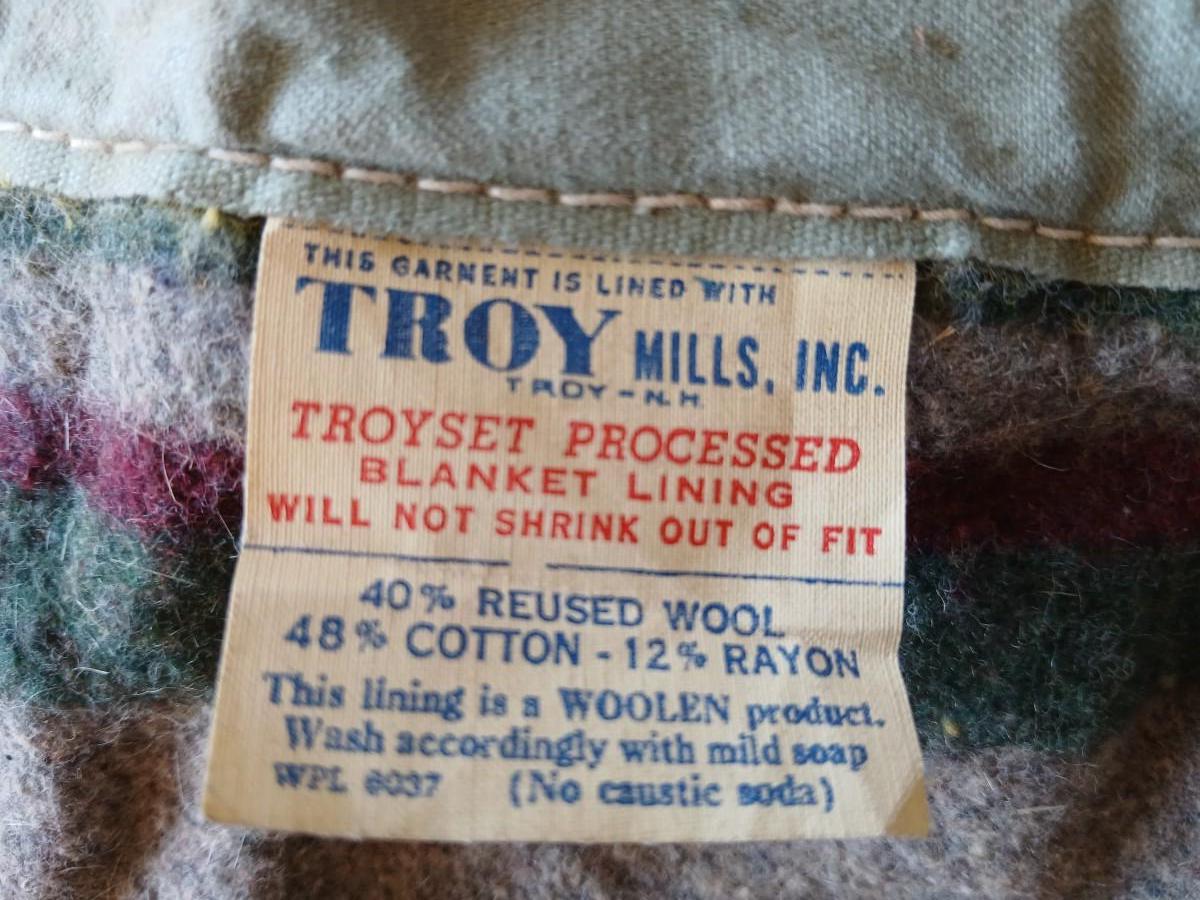 THIS GARMENT IS LINED WITH
TROY MILLS, INC.
TROY - N.H.
TROYSET PROCESSED
BLANKET LINING
WILL NOT SHRINK OUT OF FIT
40% REUSED WOOL
48% COTTON - 12% RAYON
This lining is a WOOLEN product.
Wash accordingly with mild soap
WPL 6037 (No caustic soda)